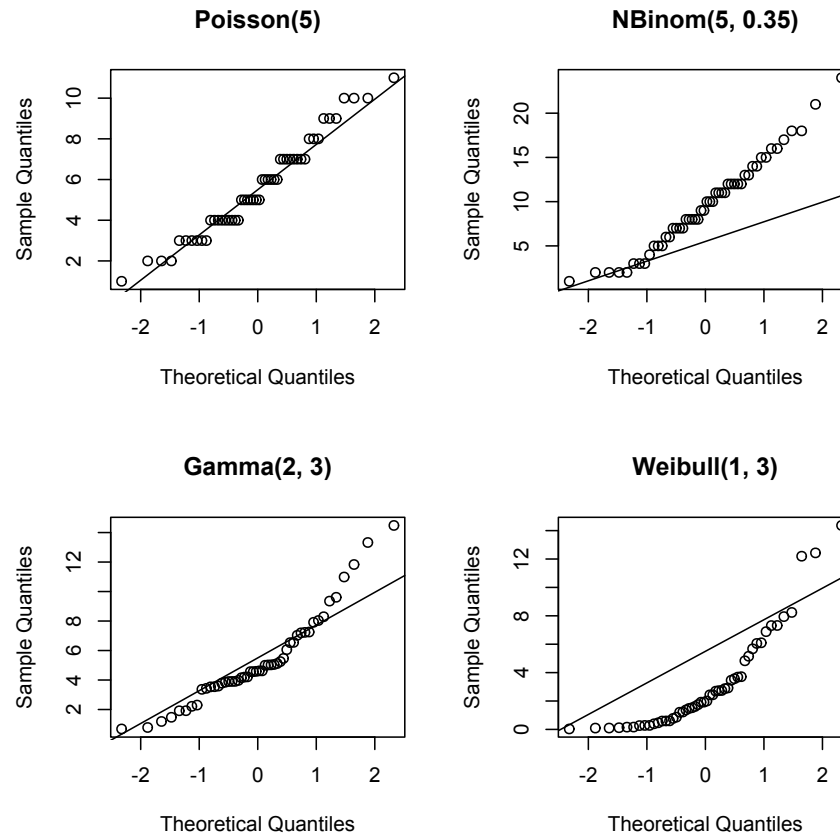 Poisson(5)
Sample Quantiles
2 4 6 8 10
-2 -1 0 1 2
Theoretical Quantiles
NBinom(5, 0.35)
Sample Quantiles
5 10 15 20
-2 -1 0 1 2
Theoretical Quantiles
Gamma(2, 3)
Sample Quantiles
2 4 6 8 12
-2 -1 0 1 2
Theoretical Quantiles
Weibull(1, 3)
Sample Quantiles
0 4 8 12
-2 -1 0 1 2
Theoretical Quantiles